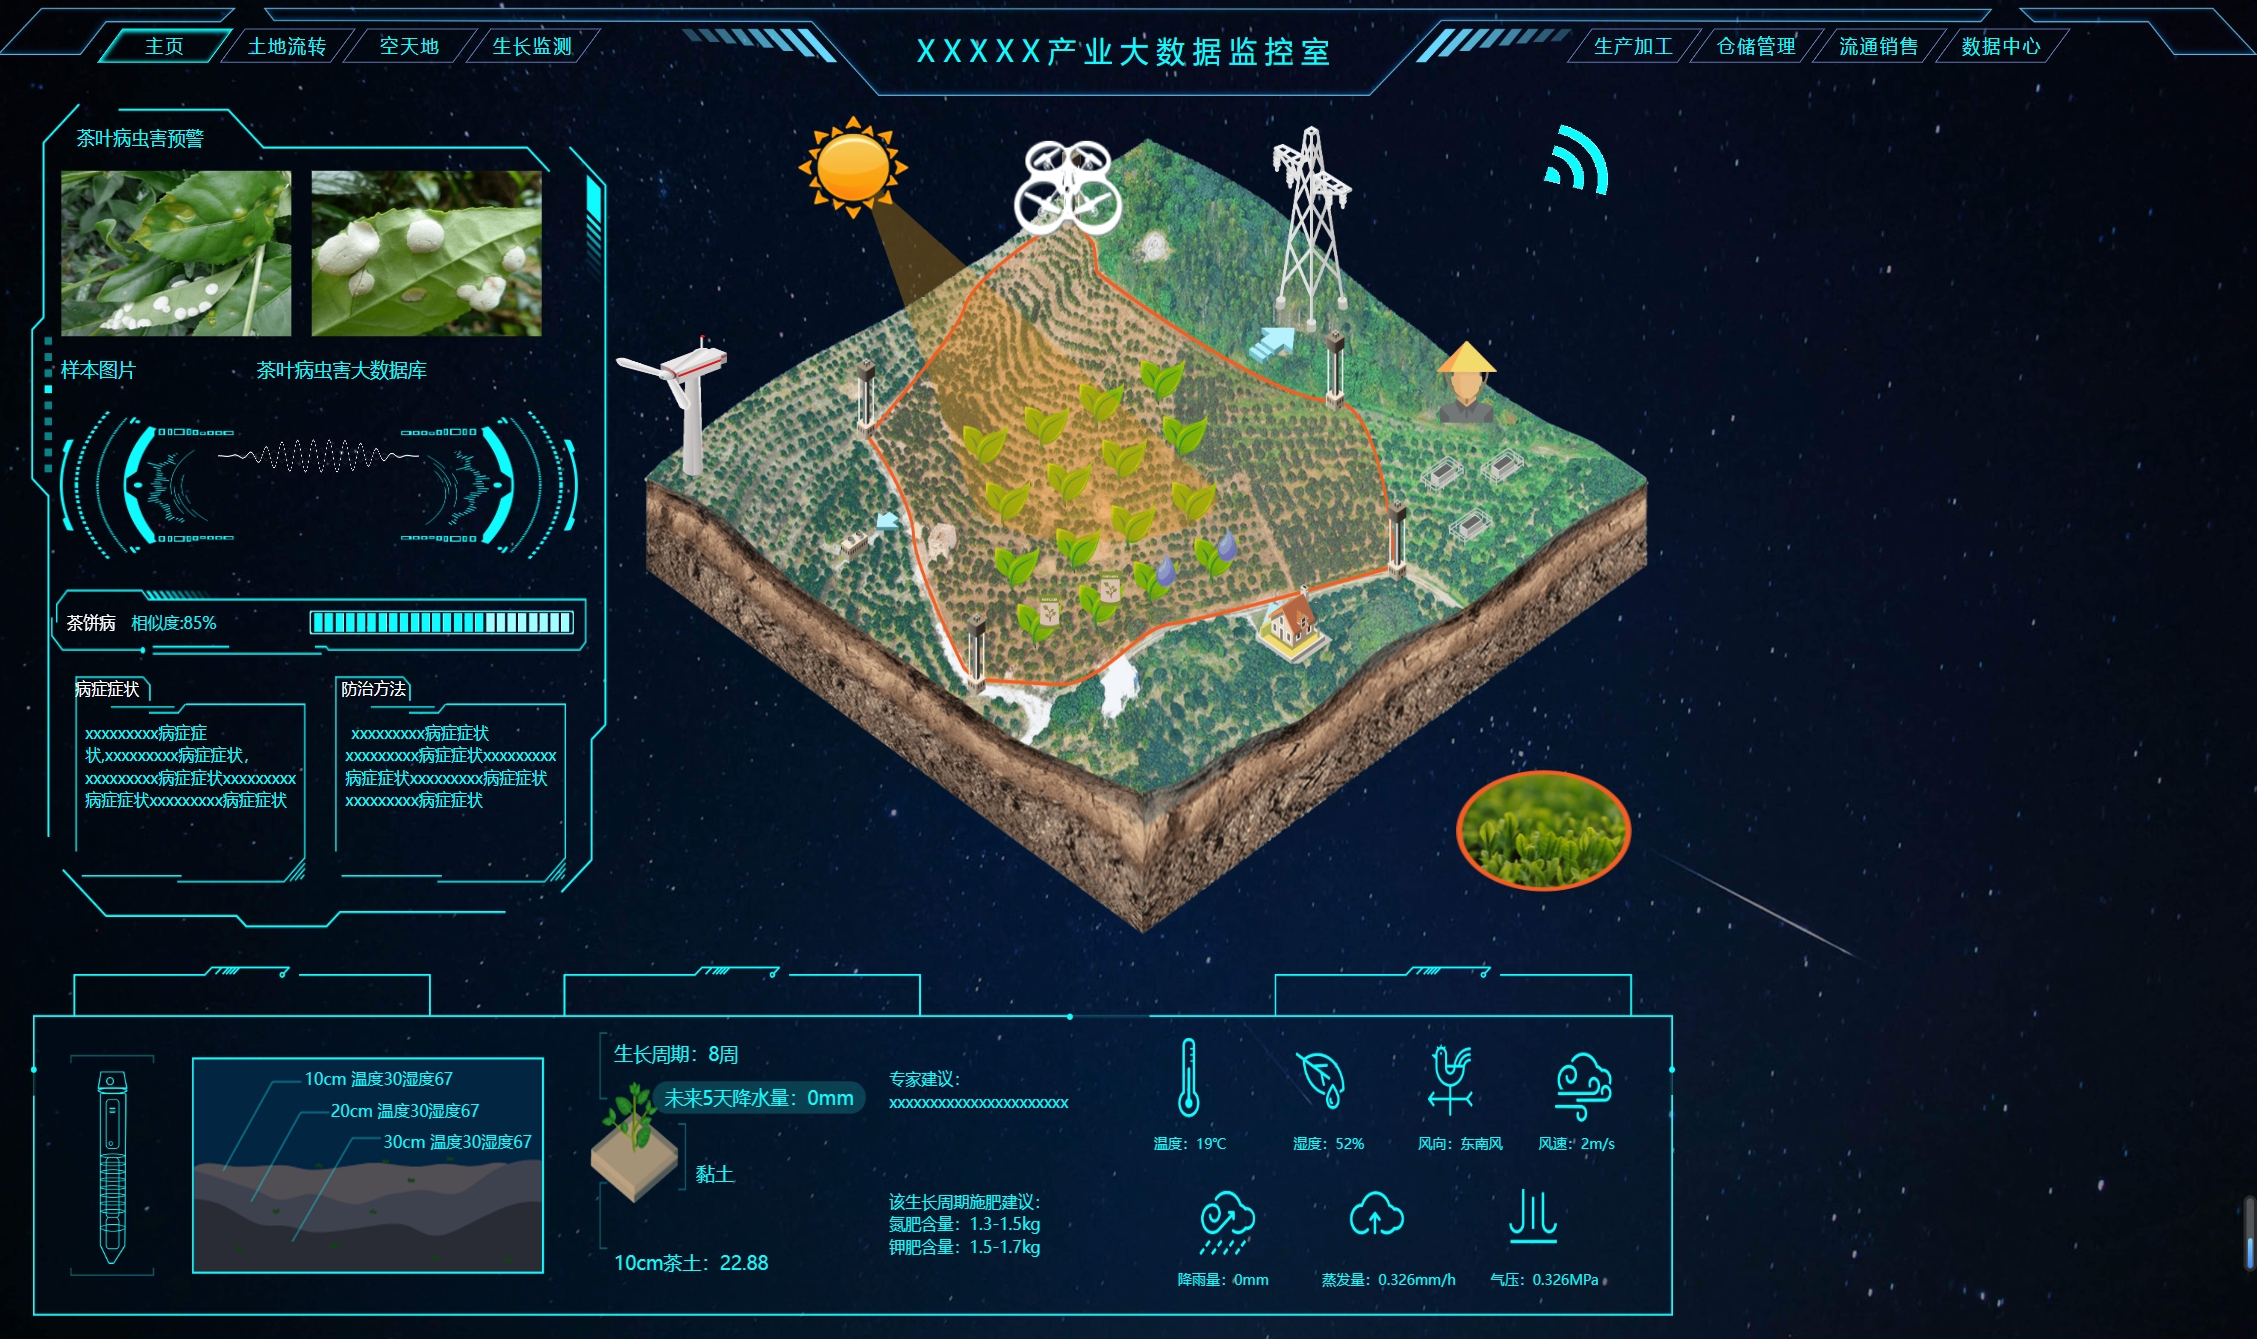 主页
土地流转
空天地
生长监测
XXXXX产业大数据监控室
生产加工
仓储管理
流通销售
数据中心
茶叶病虫害预警
样本图片
茶叶病虫害大数据库
茶饼病 相似度:85%
病症症状
xxxxxxxxx病症症
状,xxxxxxxxx病症症状,
xxxxxxxxx病症症状xxxxxxxxx
病症症状xxxxxxxxx病症症状
防治方法
xxxxxxxxx病症症状
xxxxxxxxx病症症状xxxxxxxxx
病症症状xxxxxxxxx病症症状
xxxxxxxxx病症症状
10cm 温度30湿度67
20cm 温度30湿度67
30cm 温度30湿度67
生长周期：8周
未来5天降水量：0mm
黏土
10cm茶土：22.88
专家建议：
xxxxxxxxxxxxxxxxxxxxxx
该生长周期施肥建议：
氮肥含量：1.3-1.5kg
钾肥含量：1.5-1.7kg
温度：19℃
湿度：52%
风向：东南风
风速：2m/s
降雨量：0mm
蒸发量：0.326mm/h
气压：0.326MPa